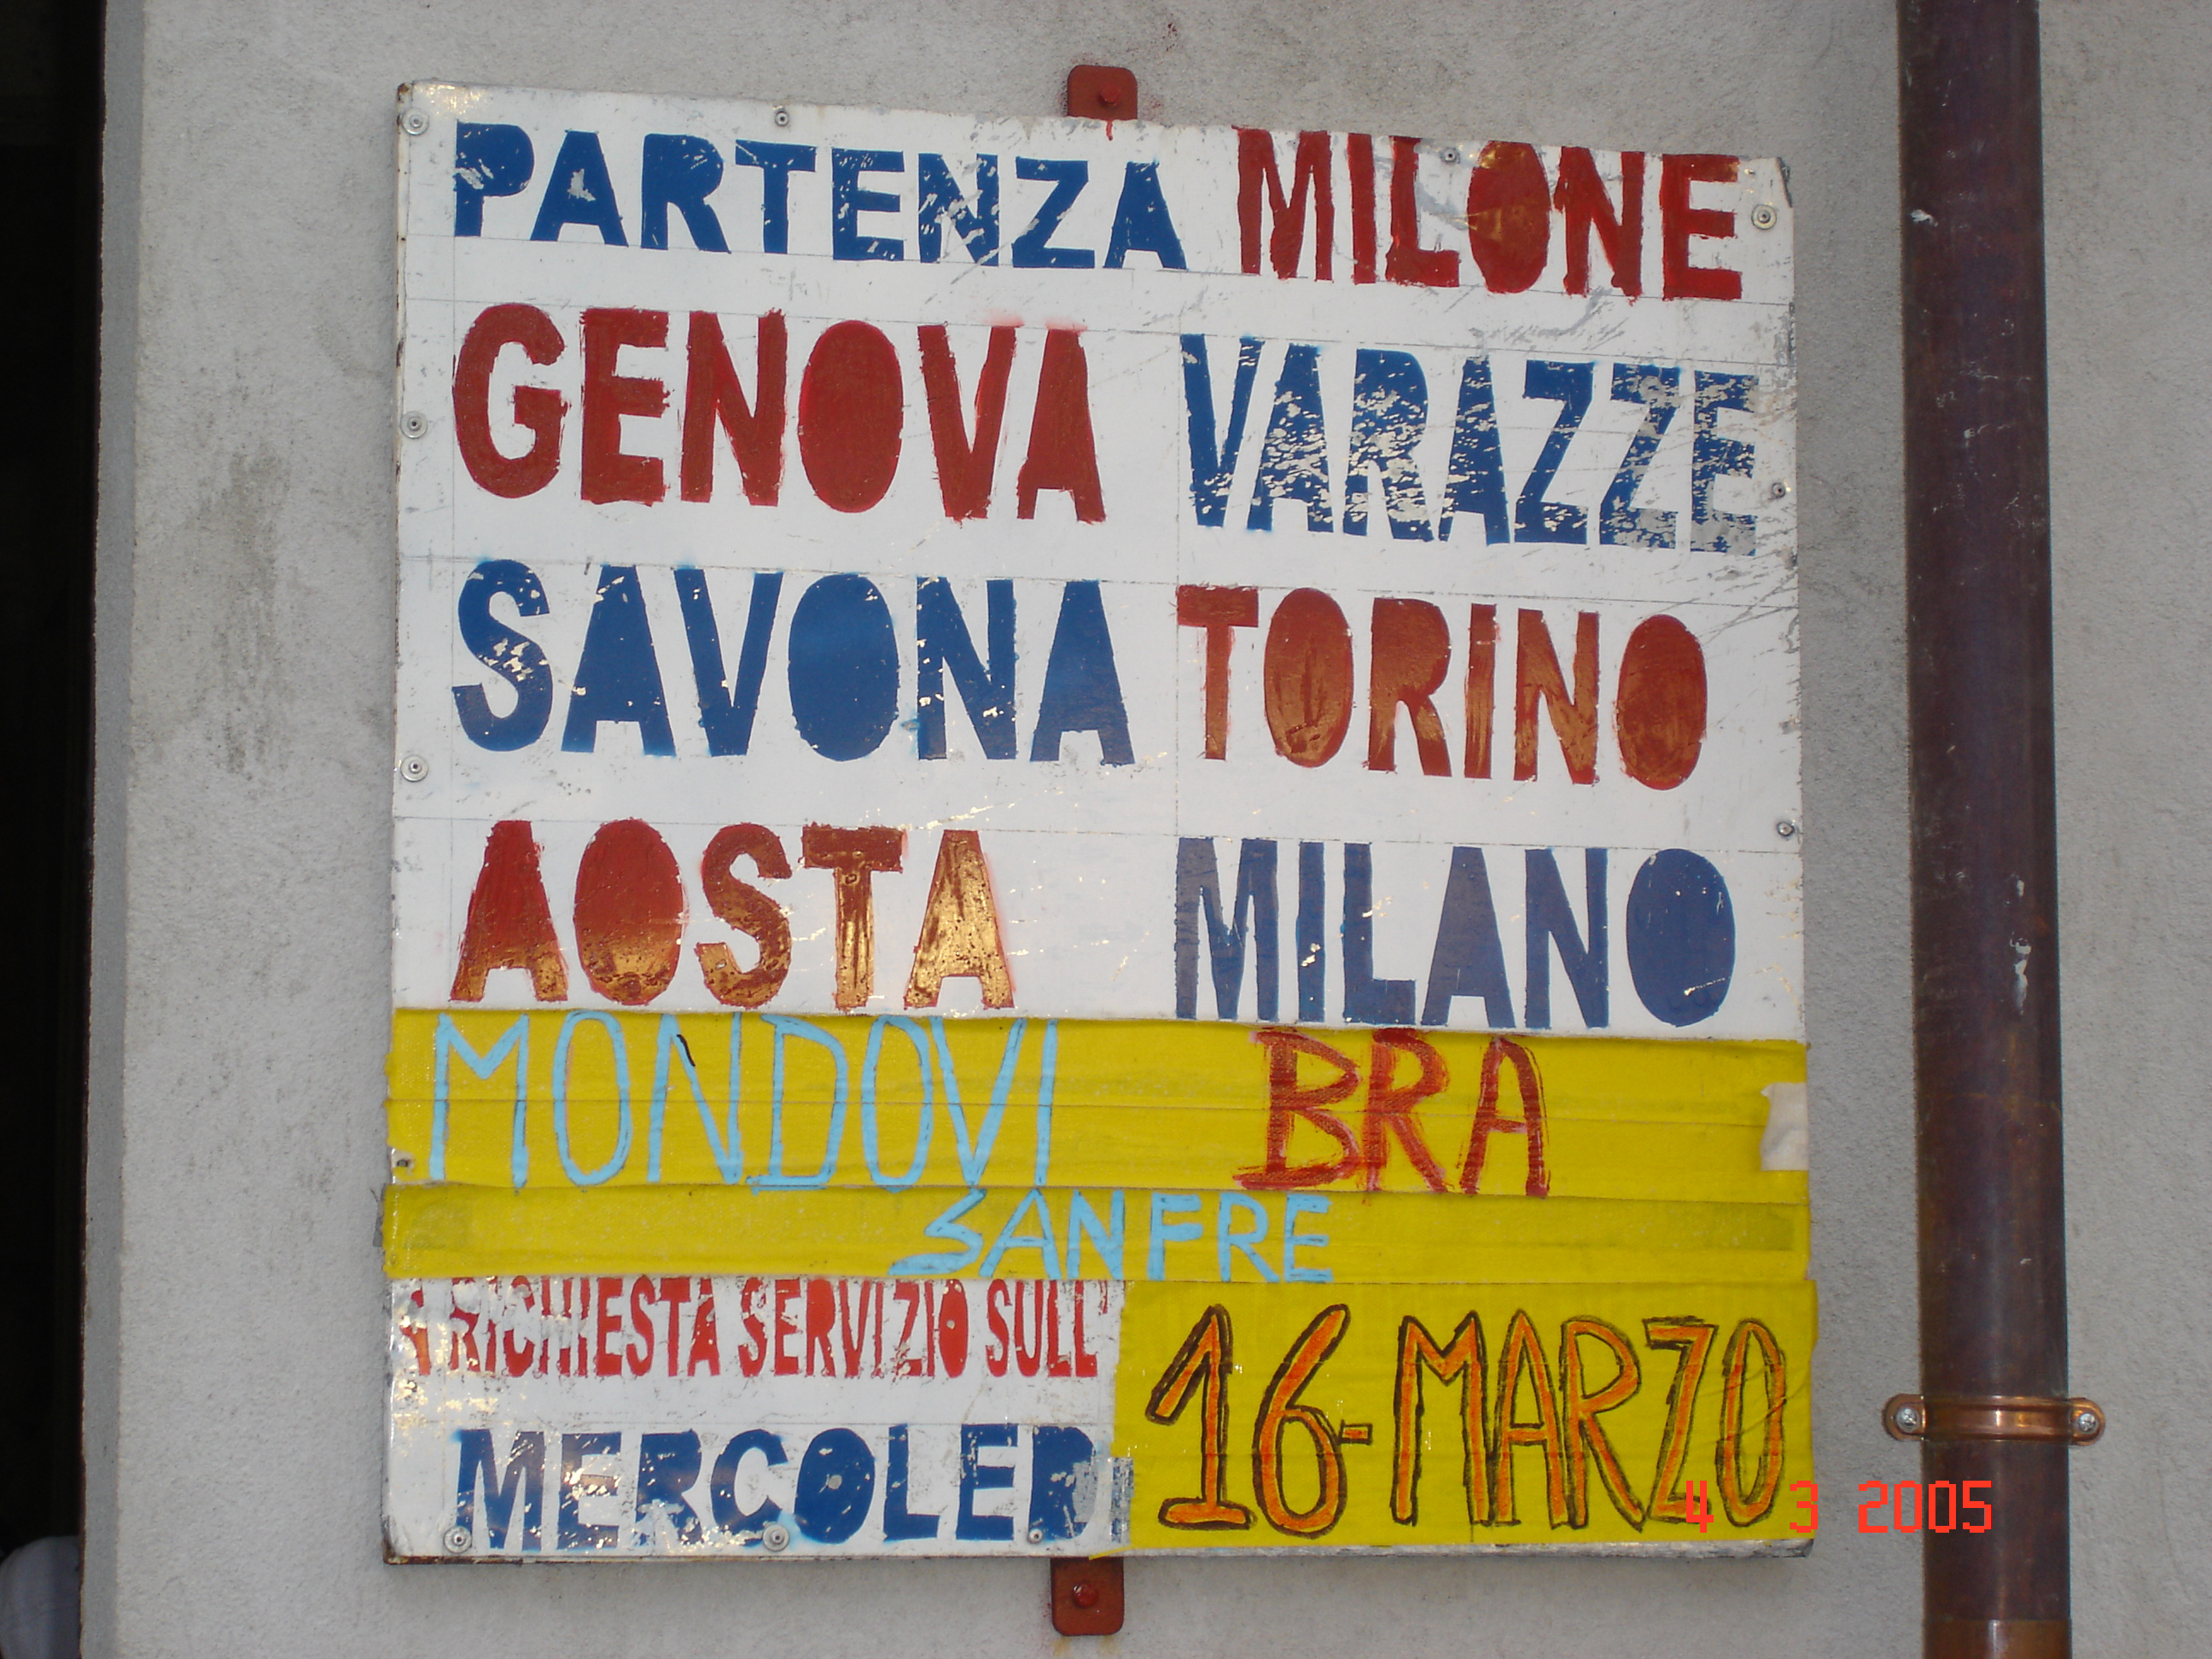 PARTENZA MILONE
GENOVA VARAZZE
SAVONA TORINO
AOSTA MILANO
MONDOVI BRA
SANFRE
A RICHIESTA SERVIZIO SULL'
MERCOLEDI 16-MARZO
4 3 2005